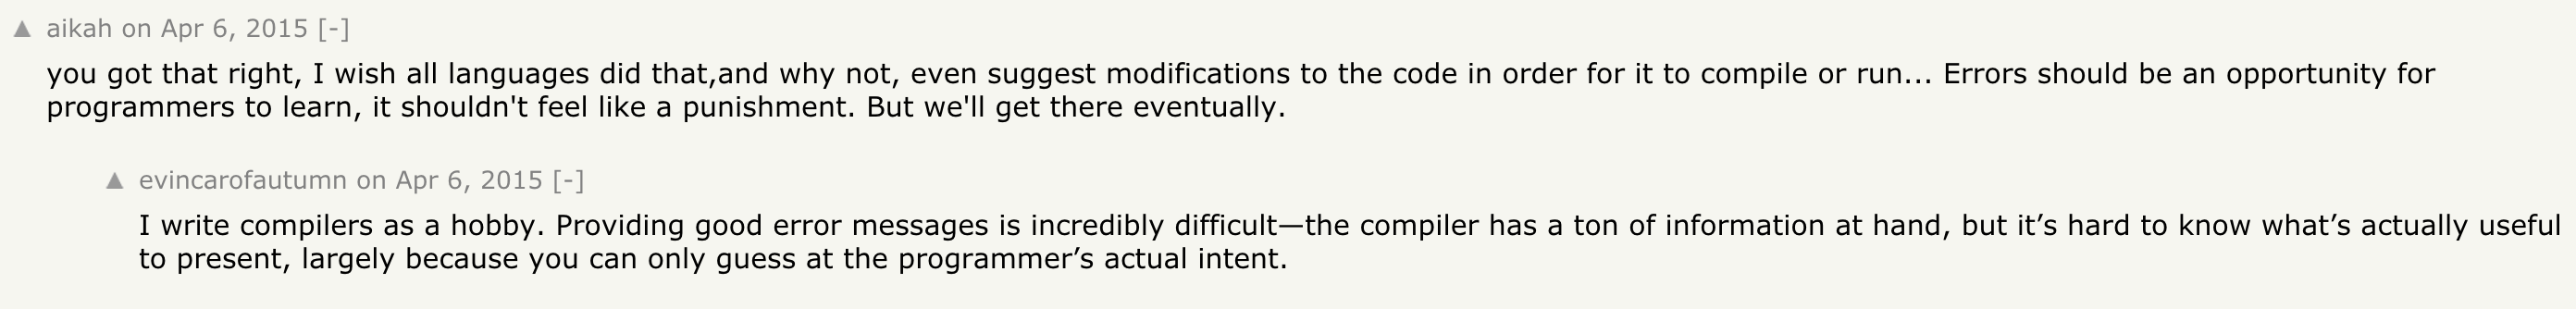 ▲ aikah on Apr 6, 2015 [-]
you got that right, I wish all languages did that,and why not, even suggest modifications to the code in order for it to compile or run... Errors should be an opportunity for
programmers to learn, it shouldn't feel like a punishment. But we'll get there eventually.
▲ evincarofautumn on Apr 6, 2015 [-]
I write compilers as a hobby. Providing good error messages is incredibly difficult—the compiler has a ton of information at hand, but it’s hard to know what’s actually useful
to present, largely because you can only guess at the programmer’s actual intent.